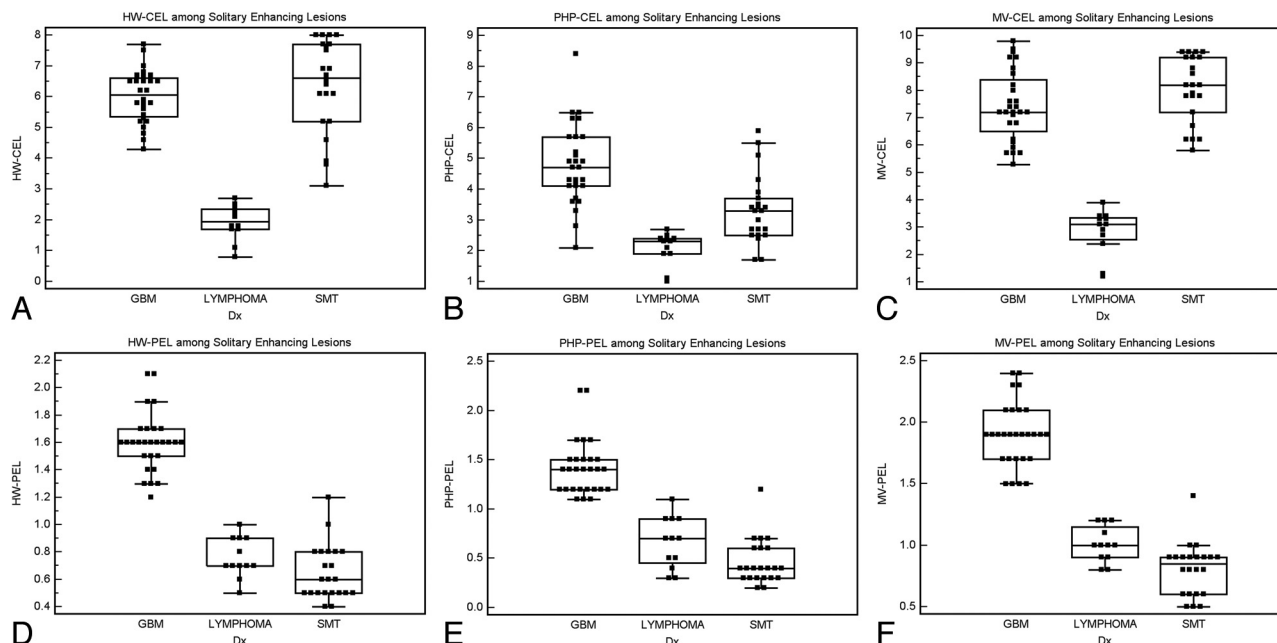 HW-CEL among Solitary Enhancing Lesions
8
7
6
5
4
3
2
1
0
HW-CEL
GBM LYMPHOMA SMT
Dx
A
PHP-CEL among Solitary Enhancing Lesions
9
8
7
6
5
4
3
2
1
PHP-CEL
GBM LYMPHOMA SMT
Dx
B
MV-CEL among Solitary Enhancing Lesions
10
9
8
7
6
5
4
3
2
1
MV-CEL
GBM LYMPHOMA SMT
Dx
C
HW-PEL among Solitary Enhancing Lesions
2.2
2.0
1.8
1.6
1.4
1.2
1.0
0.8
0.6
0.4
HW-PEL
GBM LYMPHOMA SMT
Dx
D
PHP-PEL among Solitary Enhancing Lesions
2.5
2.0
1.5
1.0
0.5
0.0
PHP-PEL
GBM LYMPHOMA SMT
Dx
E
MV-PEL among Solitary Enhancing Lesions
2.5
2.0
1.5
1.0
0.5
MV-PEL
GBM LYMPHOMA SMT
Dx
F